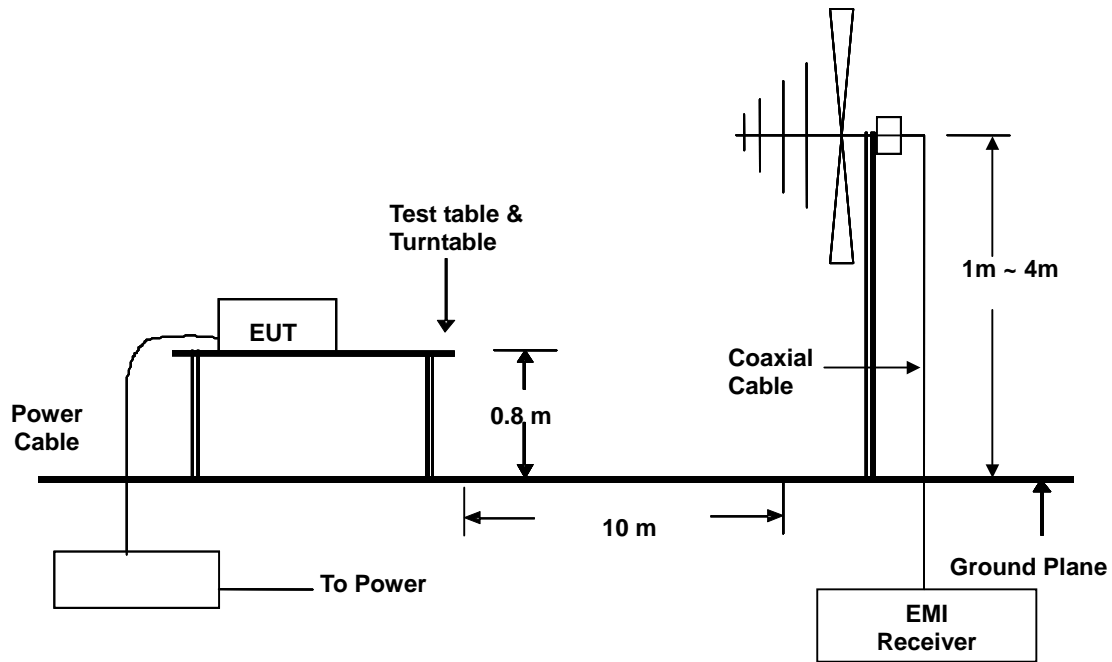 Test table &
Turntable
1m ~ 4m
EUT
Coaxial
Cable
0.8 m
Power
Cable
10 m
To Power
Ground Plane
EMI
Receiver